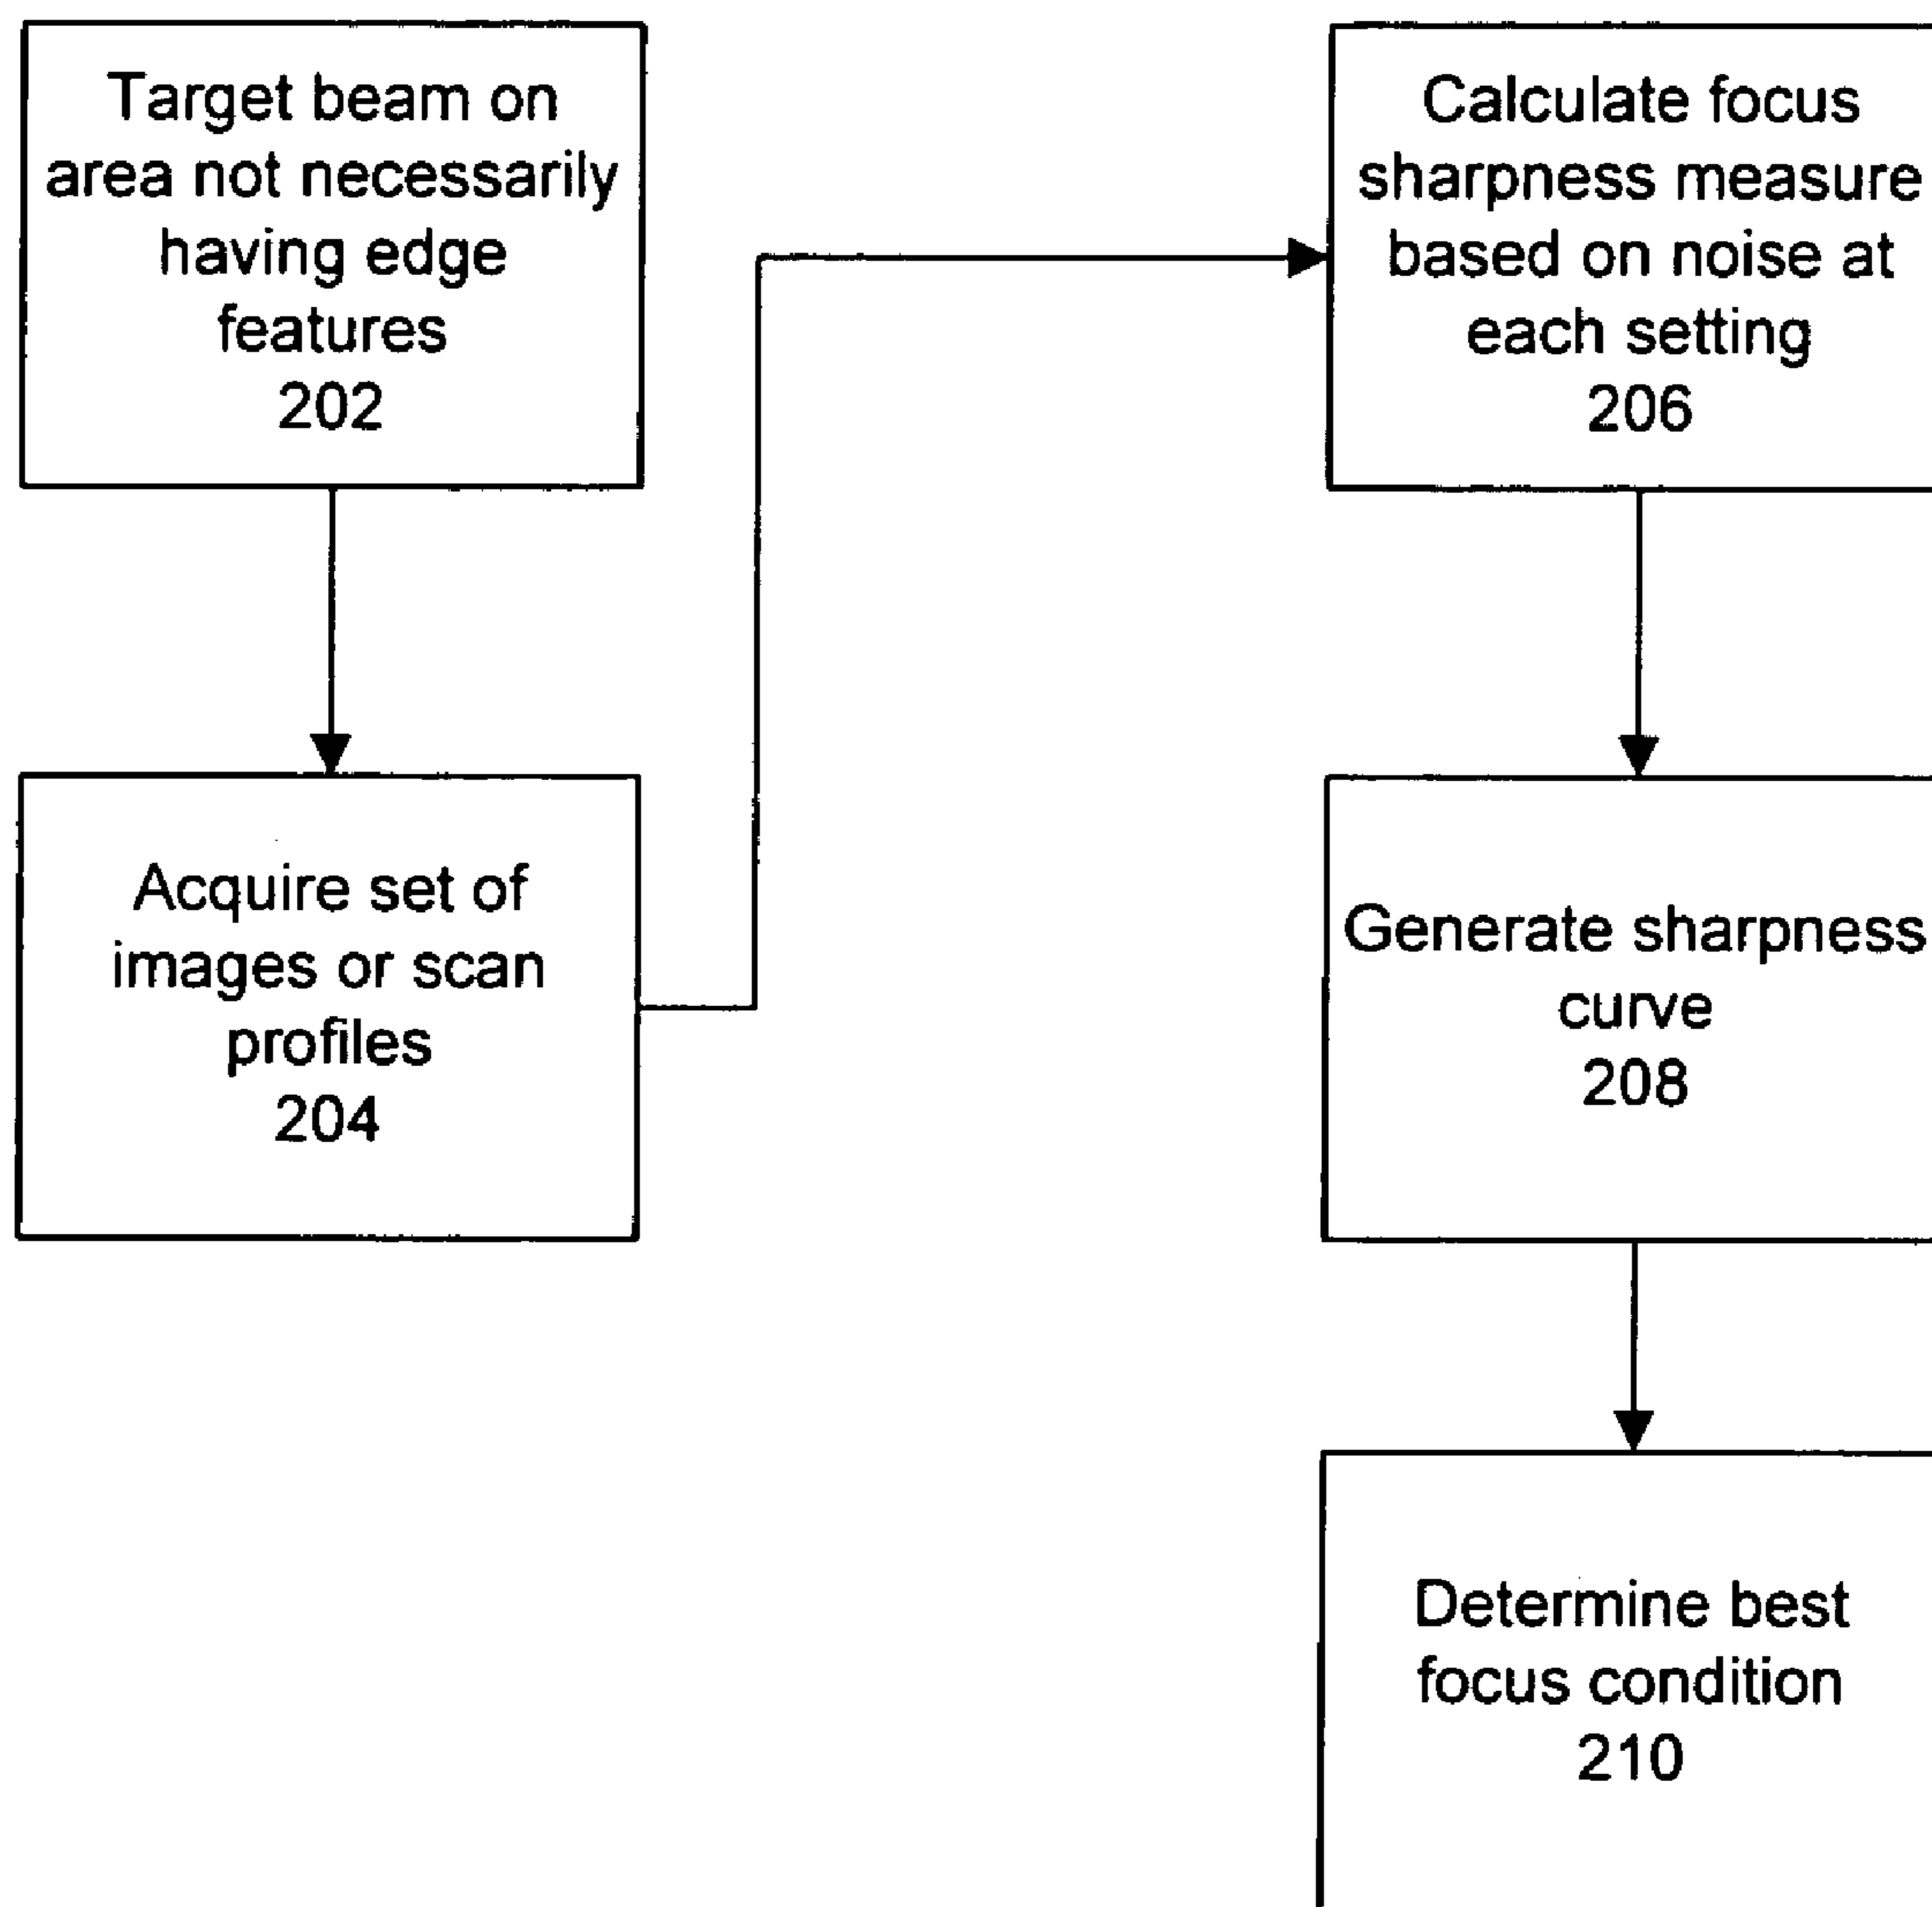 Target beam on
area not necessarily
having edge
features
202
Acquire set of
images or scan
profiles
204
Calculate focus
sharpness measure
based on noise at
each setting
206
Generate sharpness
curve
208
Determine best
focus condition
210